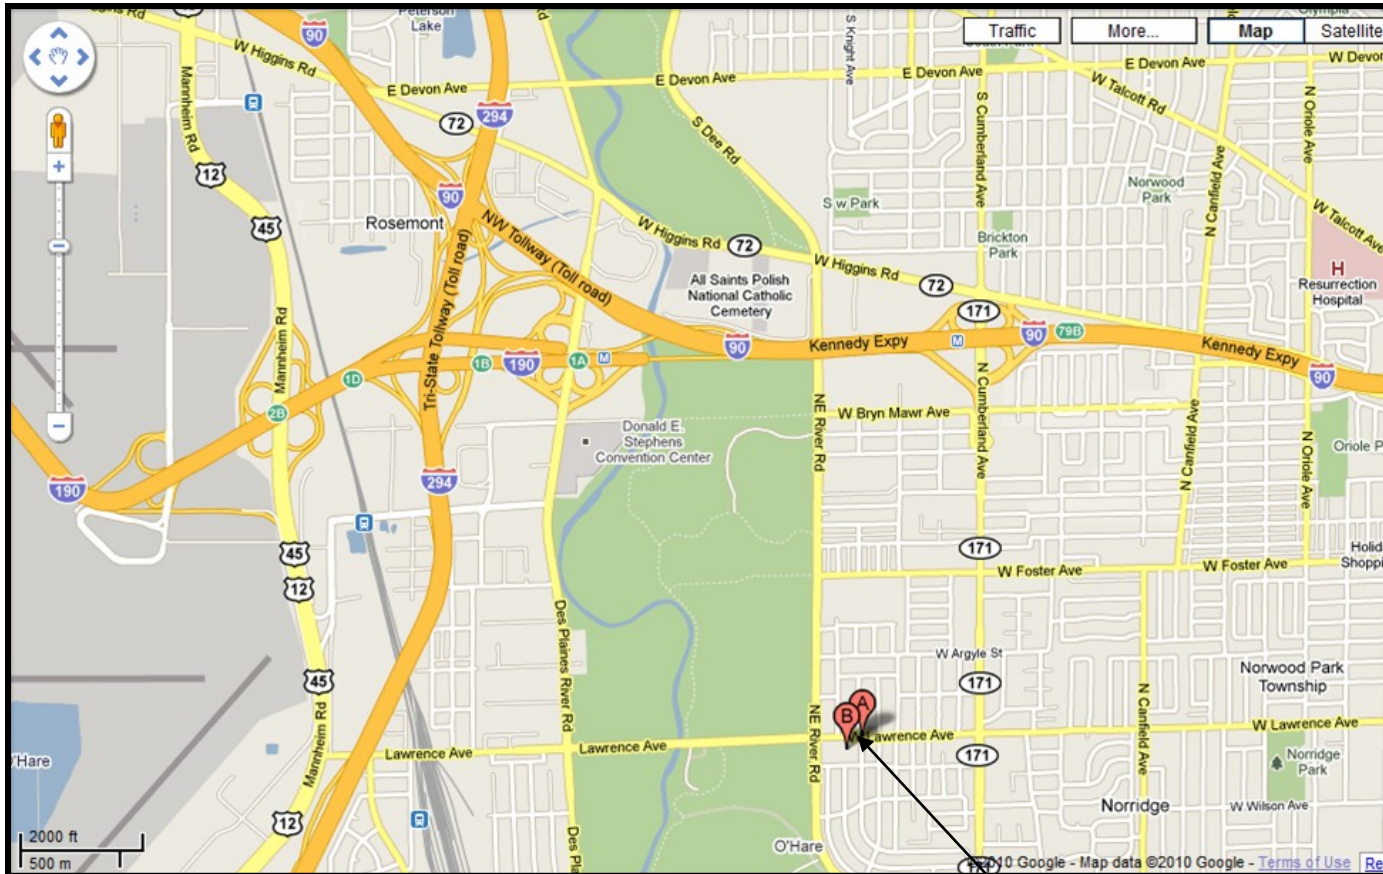 Traffic
More...
Map
Satellite
Peterson
Lake
90
W Higgins Rd
E Devon Ave
72
294
Mannheim Rd
12
45
90
Rosemont
NW Tollway (Toll road)
Tri-State Tollway (Toll road)
S Knight Ave
E Devon Ave
E Devon Ave
E Devon Ave
S Dee Rd
S Cumberland Ave
W Talcott Rd
N Oriole Ave
N Canfield Ave
S w Park
Norwood
Park
Brickton
Park
W Talcott Ave
W Higgins Rd
72
W Higgins Rd
72
All Saints Polish
National Catholic
Cemetery
H
Resurrection
Hospital
171
90
79B
M
Kennedy Expy
90
Kennedy Expy
90
Mannheim Rd
2B
1D
1B
190
1A
M
190
294
Donald E.
Stephens
Convention Center
NE River Rd
W Bryn Mawr Ave
N Cumberland Ave
N Canfield Ave
N Oriole Ave
Oriole P
45
12
171
W Foster Ave
W Foster Ave
Holid
Shoppi
Des Plaines River Rd
W Argyle St
171
Norwood Park
Township
45
Mannheim Rd
Lawrence Ave
Lawrence Ave
NE River Rd
B
A
Lawrence Ave
171
N Canfield Ave
W Lawrence Ave
Norridge
Park
Norridge
W Wilson Ave
O'Hare
'Hare
12
Des Pla
2000 ft
500 m
010 Google - Map data ©2010 Google - Terms of Use
Re